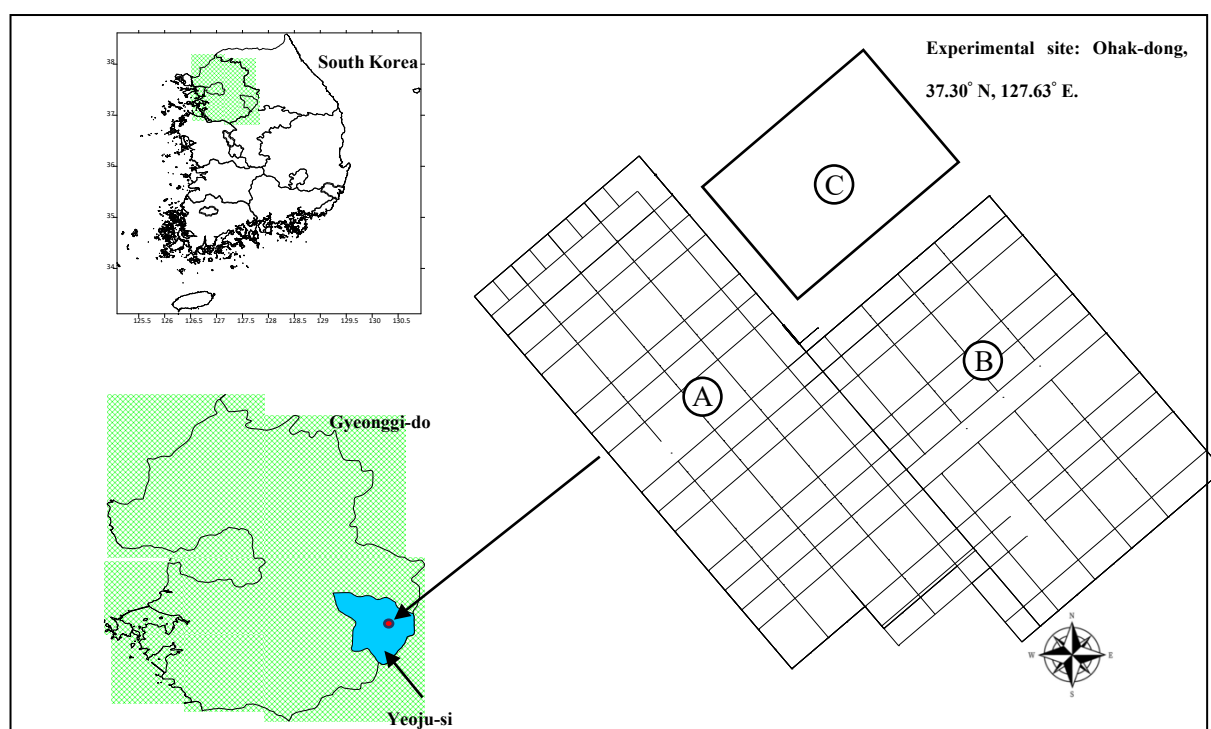 South Korea
38
37
36
35
34
125.5 126 126.5 127 127.5 128 128.5 129 129.5 130 130.5
Experimental site: Ohak-dong,
37.30° N, 127.63° E.
C
B
A
Gyeonggi-do
Yeoju-si
N
W E
S